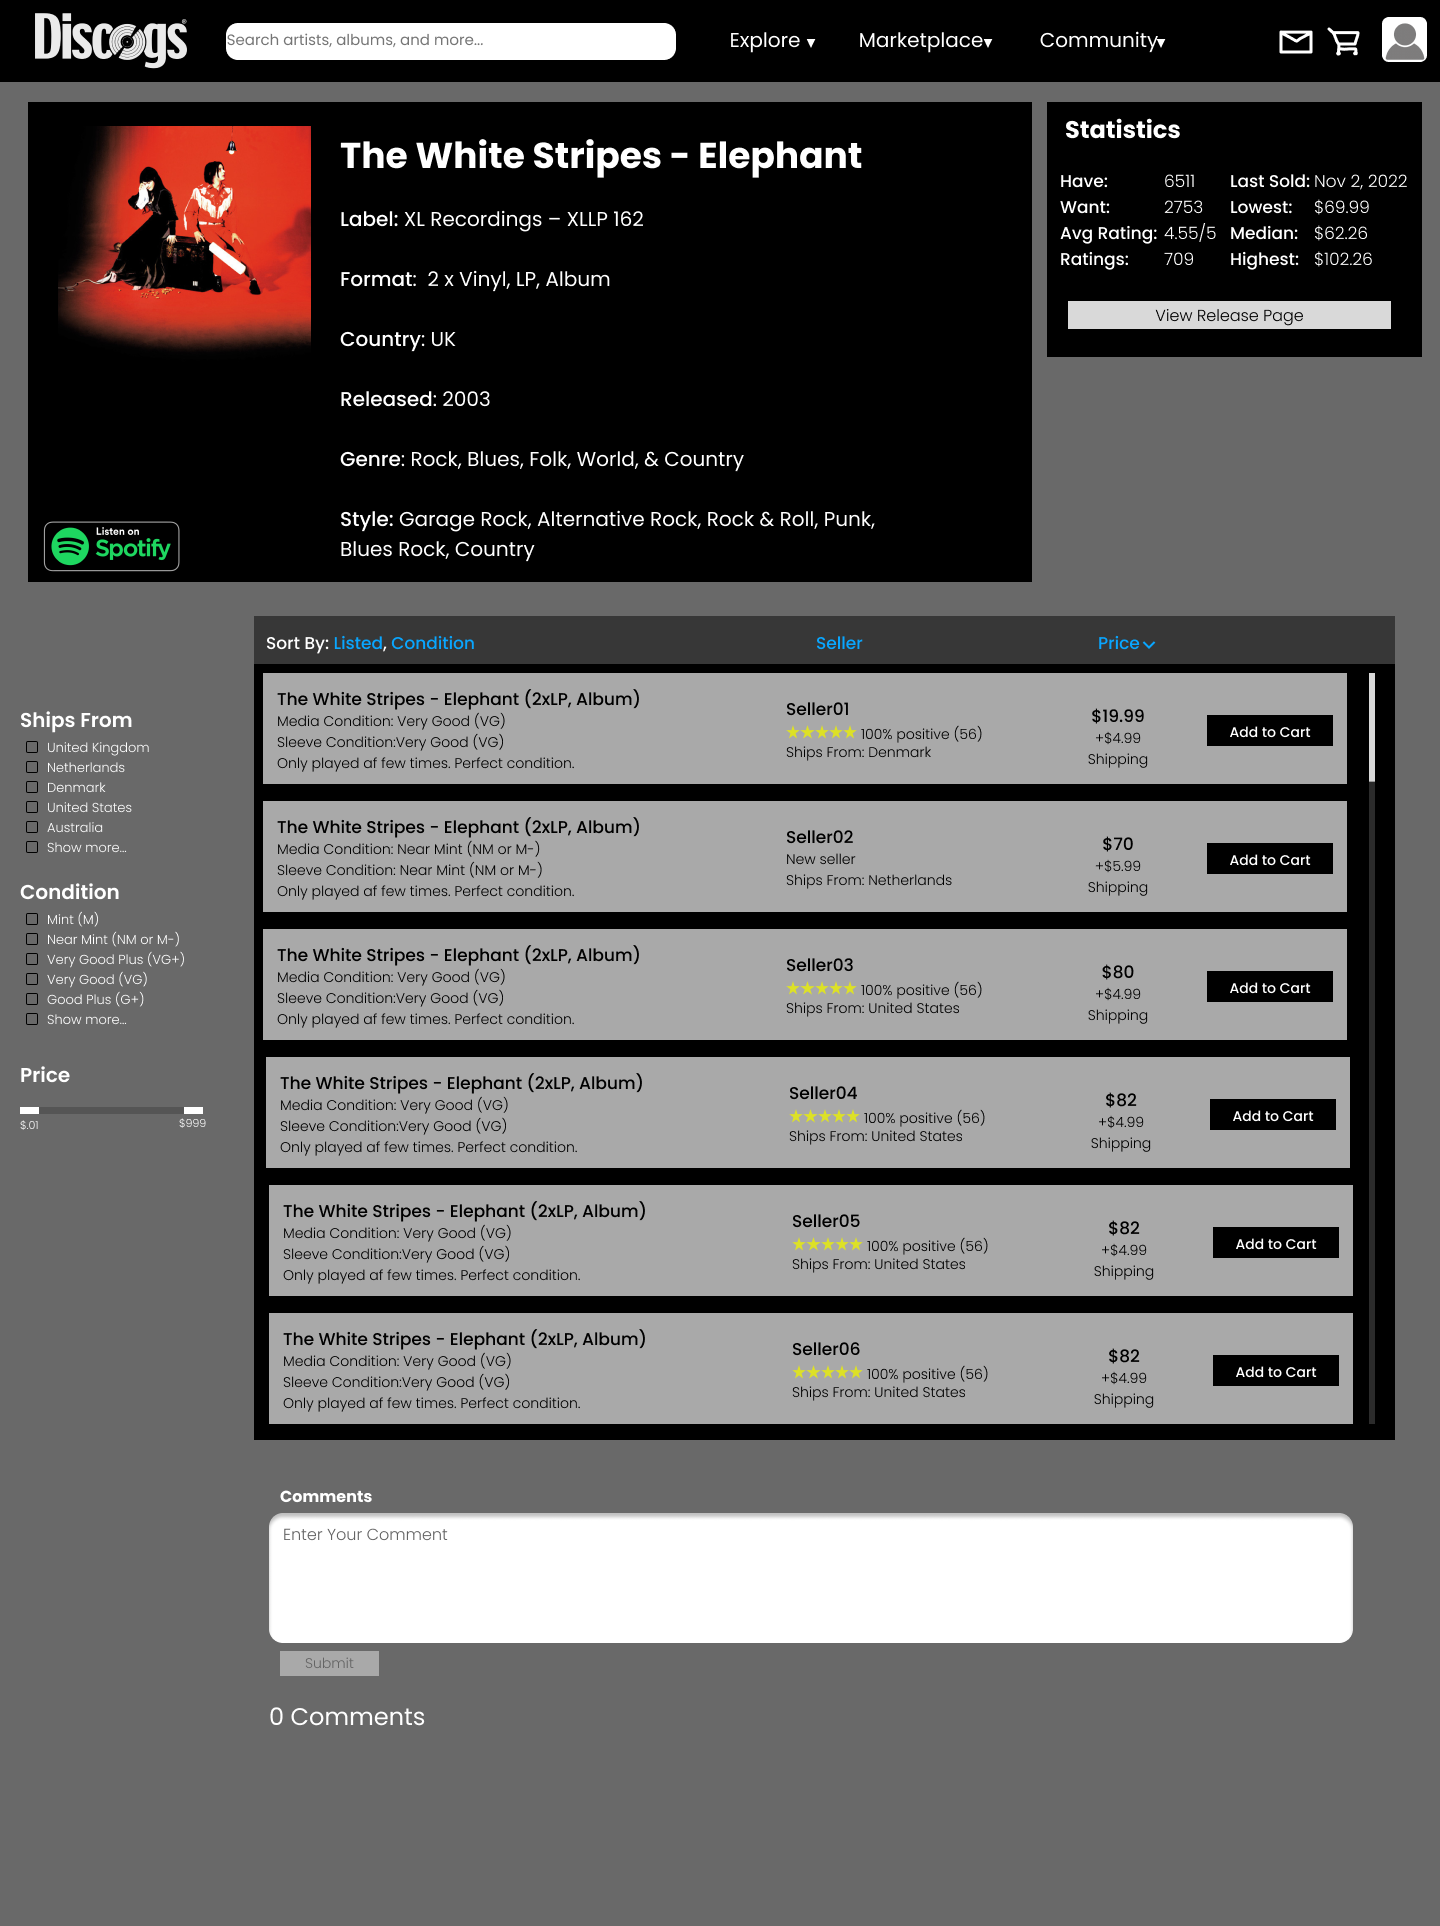 Discogs®
Search artists, albums, and more...
Explore ▾
Marketplace▾
Community▾
The White Stripes - Elephant
Label: XL Recordings – XLLP 162
Format:  2 x Vinyl, LP, Album
Country: UK
Released: 2003
Genre: Rock, Blues, Folk, World, & Country
Style: Garage Rock, Alternative Rock, Rock & Roll, Punk,
Blues Rock, Country
Listen on
Spotify
Statistics
Have: 6511 Last Sold: Nov 2, 2022
Want: 2753 Lowest: $69.99
Avg Rating: 4.55/5 Median: $62.26
Ratings: 709 Highest: $102.26
View Release Page
Ships From
United Kingdom
Netherlands
Denmark
United States
Australia
Show more...
Condition
Mint (M)
Near Mint (NM or M-)
Very Good Plus (VG+)
Very Good (VG)
Good Plus (G+)
Show more...
Price
$.01 $999
Sort By: Listed, Condition Seller Price
The White Stripes - Elephant (2xLP, Album)
Media Condition: Very Good (VG)
Sleeve Condition:Very Good (VG)
Only played af few times. Perfect condition.
Seller01
★★★★★ 100% positive (56)
Ships From: Denmark
$19.99
+$4.99
Shipping
Add to Cart
The White Stripes - Elephant (2xLP, Album)
Media Condition: Near Mint (NM or M-)
Sleeve Condition: Near Mint (NM or M-)
Only played af few times. Perfect condition.
Seller02
New seller
Ships From: Netherlands
$70
+$5.99
Shipping
Add to Cart
The White Stripes - Elephant (2xLP, Album)
Media Condition: Very Good (VG)
Sleeve Condition:Very Good (VG)
Only played af few times. Perfect condition.
Seller03
★★★★★ 100% positive (56)
Ships From: United States
$80
+$4.99
Shipping
Add to Cart
The White Stripes - Elephant (2xLP, Album)
Media Condition: Very Good (VG)
Sleeve Condition:Very Good (VG)
Only played af few times. Perfect condition.
Seller04
★★★★★ 100% positive (56)
Ships From: United States
$82
+$4.99
Shipping
Add to Cart
The White Stripes - Elephant (2xLP, Album)
Media Condition: Very Good (VG)
Sleeve Condition:Very Good (VG)
Only played af few times. Perfect condition.
Seller05
★★★★★ 100% positive (56)
Ships From: United States
$82
+$4.99
Shipping
Add to Cart
The White Stripes - Elephant (2xLP, Album)
Media Condition: Very Good (VG)
Sleeve Condition:Very Good (VG)
Only played af few times. Perfect condition.
Seller06
★★★★★ 100% positive (56)
Ships From: United States
$82
+$4.99
Shipping
Add to Cart
Comments
Enter Your Comment
Submit
0 Comments